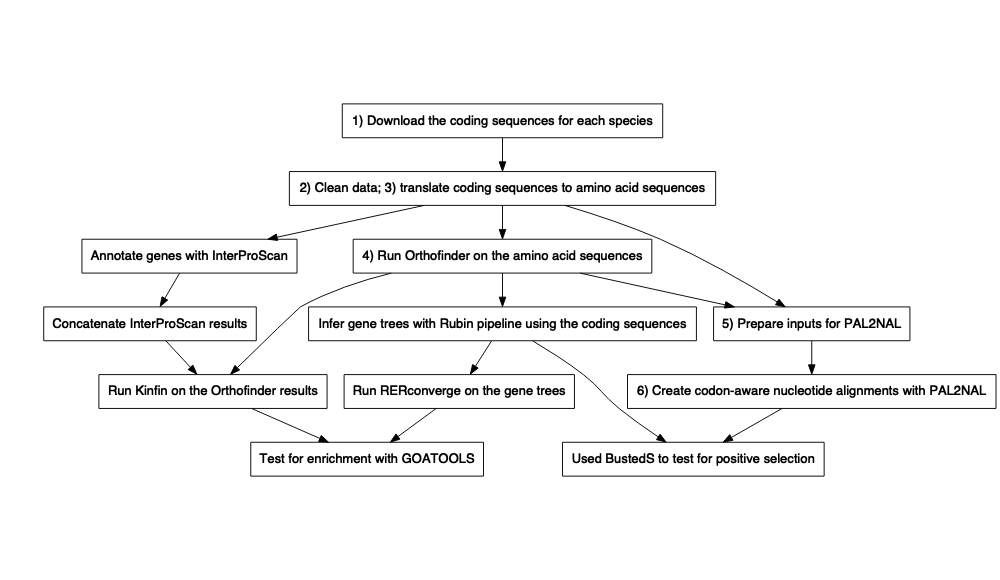 1) Download the coding sequences for each species
2) Clean data; 3) translate coding sequences to amino acid sequences
Annotate genes with InterProScan
4) Run Orthofinder on the amino acid sequences
Concatenate InterProScan results
Infer gene trees with Rubin pipeline using the coding sequences
5) Prepare inputs for PAL2NAL
Run Kinfin on the Orthofinder results
Run RERconverge on the gene trees
6) Create codon-aware nucleotide alignments with PAL2NAL
Test for enrichment with GOATOOLS
Used BustedS to test for positive selection